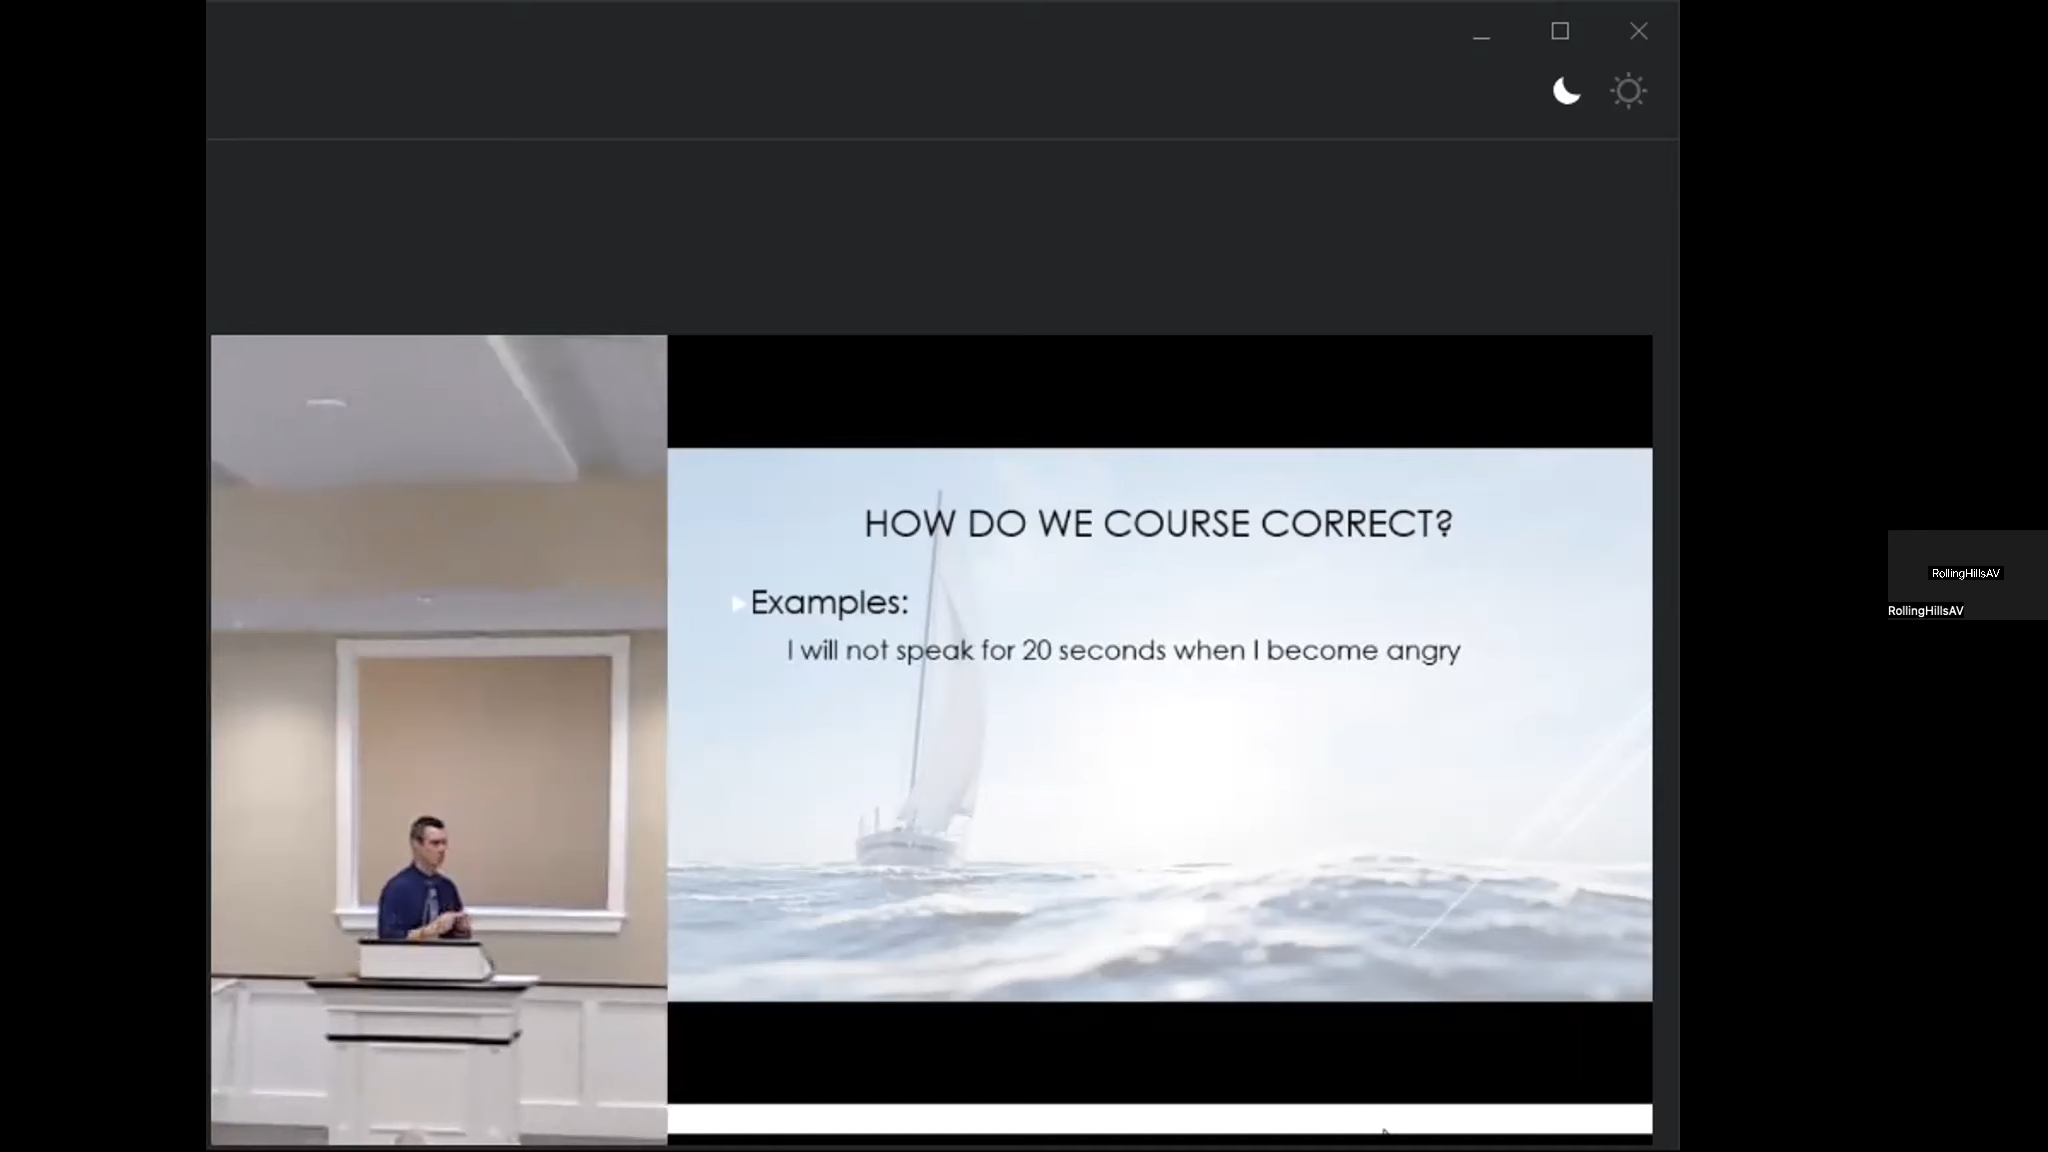 HOW DO WE COURSE CORRECT?
Examples:
I will not speak for 20 seconds when I become angry
RollingHillsAV
RollingHillsAV